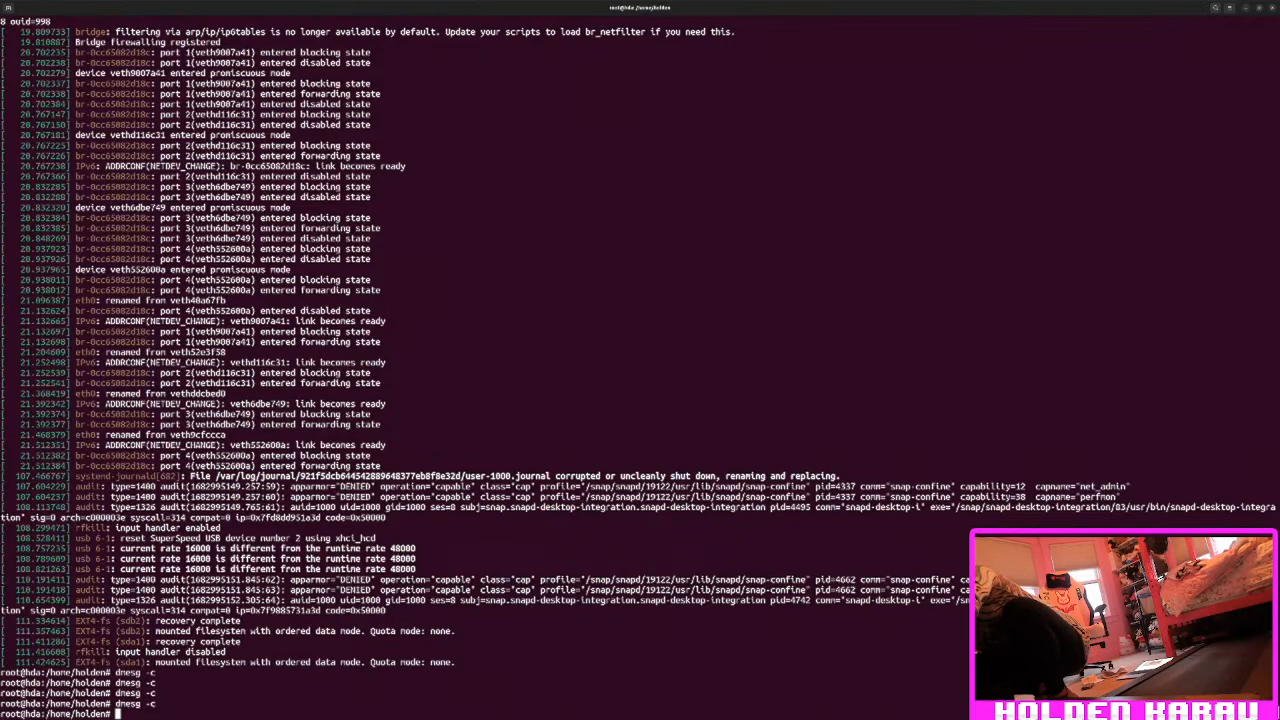 root@hda: /home/holden
8 ouid=998
[   19.809733] bridge: filtering via arp/ip/ip6tables is no longer available by default. Update your scripts to load br_netfilter if you need this.
[   19.810887] Bridge firewalling registered
[   20.702235] br-0cc65082d18c: port 1(veth9007a41) entered blocking state
[   20.702238] br-0cc65082d18c: port 1(veth9007a41) entered disabled state
[   20.702279] device veth9007a41 entered promiscuous mode
[   20.702337] br-0cc65082d18c: port 1(veth9007a41) entered blocking state
[   20.702338] br-0cc65082d18c: port 1(veth9007a41) entered forwarding state
[   20.702384] br-0cc65082d18c: port 1(veth9007a41) entered disabled state
[   20.767147] br-0cc65082d18c: port 2(vethd116c31) entered blocking state
[   20.767150] br-0cc65082d18c: port 2(vethd116c31) entered disabled state
[   20.767181] device vethd116c31 entered promiscuous mode
[   20.767225] br-0cc65082d18c: port 2(vethd116c31) entered blocking state
[   20.767226] br-0cc65082d18c: port 2(vethd116c31) entered forwarding state
[   20.767238] IPv6: ADDRCONF(NETDEV_CHANGE): br-0cc65082d18c: link becomes ready
[   20.767366] br-0cc65082d18c: port 2(vethd116c31) entered disabled state
[   20.832285] br-0cc65082d18c: port 3(veth6dbe749) entered blocking state
[   20.832288] br-0cc65082d18c: port 3(veth6dbe749) entered disabled state
[   20.832320] device veth6dbe749 entered promiscuous mode
[   20.832384] br-0cc65082d18c: port 3(veth6dbe749) entered blocking state
[   20.832385] br-0cc65082d18c: port 3(veth6dbe749) entered forwarding state
[   20.848269] br-0cc65082d18c: port 3(veth6dbe749) entered disabled state
[   20.937923] br-0cc65082d18c: port 4(veth552600a) entered blocking state
[   20.937926] br-0cc65082d18c: port 4(veth552600a) entered disabled state
[   20.937965] device veth552600a entered promiscuous mode
[   20.938011] br-0cc65082d18c: port 4(veth552600a) entered blocking state
[   20.938012] br-0cc65082d18c: port 4(veth552600a) entered forwarding state
[   21.096387] eth0: renamed from veth40a67fb
[   21.132624] br-0cc65082d18c: port 4(veth552600a) entered disabled state
[   21.132665] IPv6: ADDRCONF(NETDEV_CHANGE): veth9007a41: link becomes ready
[   21.132697] br-0cc65082d18c: port 1(veth9007a41) entered blocking state
[   21.132698] br-0cc65082d18c: port 1(veth9007a41) entered forwarding state
[   21.204609] eth0: renamed from veth52e3f58
[   21.252498] IPv6: ADDRCONF(NETDEV_CHANGE): vethd116c31: link becomes ready
[   21.252539] br-0cc65082d18c: port 2(vethd116c31) entered blocking state
[   21.252541] br-0cc65082d18c: port 2(vethd116c31) entered forwarding state
[   21.368419] eth0: renamed from vethddcbed0
[   21.392342] IPv6: ADDRCONF(NETDEV_CHANGE): veth6dbe749: link becomes ready
[   21.392374] br-0cc65082d18c: port 3(veth6dbe749) entered blocking state
[   21.392377] br-0cc65082d18c: port 3(veth6dbe749) entered forwarding state
[   21.468379] eth0: renamed from veth9cfccca
[   21.512351] IPv6: ADDRCONF(NETDEV_CHANGE): veth552600a: link becomes ready
[   21.512382] br-0cc65082d18c: port 4(veth552600a) entered blocking state
[   21.512384] br-0cc65082d18c: port 4(veth552600a) entered forwarding state
[  107.466767] systemd-journald[682]: File /var/log/journal/921f5dcb644542889648377eb8f8e32d/user-1000.journal corrupted or uncleanly shut down, renaming and replacing.
[  107.604229] audit: type=1400 audit(1682995149.257:59): apparmor="DENIED" operation="capable" class="cap" profile="/snap/snapd/19122/usr/lib/snapd/snap-confine" pid=4337 comm="snap-confine" capability=12  capname="net_admin"
[  107.604237] audit: type=1400 audit(1682995149.257:60): apparmor="DENIED" operation="capable" class="cap" profile="/snap/snapd/19122/usr/lib/snapd/snap-confine" pid=4337 comm="snap-confine" capability=38  capname="perfmon"
[  108.113748] audit: type=1326 audit(1682995149.765:61): auid=1000 uid=1000 gid=1000 ses=8 subj=snap.snapd-desktop-integration.snapd-desktop-integration pid=4495 comm="snapd-desktop-i" exe="/snap/snapd-desktop-integration/83/usr/bin/snapd-desktop-integra
tion" sig=0 arch=c000003e syscall=314 compat=0 ip=0x7fd8dd951a3d code=0x50000
[  108.299471] rfkill: input handler enabled
[  108.528411] usb 6-1: reset SuperSpeed USB device number 2 using xhci_hcd
[  108.757235] usb 6-1: current rate 16000 is different from the runtime rate 48000
[  108.789609] usb 6-1: current rate 16000 is different from the runtime rate 48000
[  108.821263] usb 6-1: current rate 16000 is different from the runtime rate 48000
[  110.191411] audit: type=1400 audit(1682995151.845:62): apparmor="DENIED" operation="capable" class="cap" profile="/snap/snapd/19122/usr/lib/snapd/snap-confine" pid=4662 comm="snap-confine" ca
[  110.191418] audit: type=1400 audit(1682995151.845:63): apparmor="DENIED" operation="capable" class="cap" profile="/snap/snapd/19122/usr/lib/snapd/snap-confine" pid=4662 comm="snap-confine" ca
[  110.654399] audit: type=1326 audit(1682995152.305:64): auid=1000 uid=1000 gid=1000 ses=8 subj=snap.snapd-desktop-integration.snapd-desktop-integration pid=4742 comm="snapd-desktop-i" ex
tion" sig=0 arch=c000003e syscall=314 compat=0 ip=0x7f9885731a3d code=0x50000
[  111.334614] EXT4-fs (sdb2): recovery complete
[  111.357463] EXT4-fs (sdb2): mounted filesystem with ordered data mode. Quota mode: none.
[  111.411286] EXT4-fs (sda1): recovery complete
[  111.416008] rfkill: input handler disabled
[  111.424625] EXT4-fs (sda1): mounted filesystem with ordered data mode. Quota mode: none.
root@hda:/home/holden# dmesg -c
root@hda:/home/holden# dmesg -c
root@hda:/home/holden# dmesg -c
root@hda:/home/holden# dmesg -c
root@hda:/home/holden#
HOLDEN KARAU